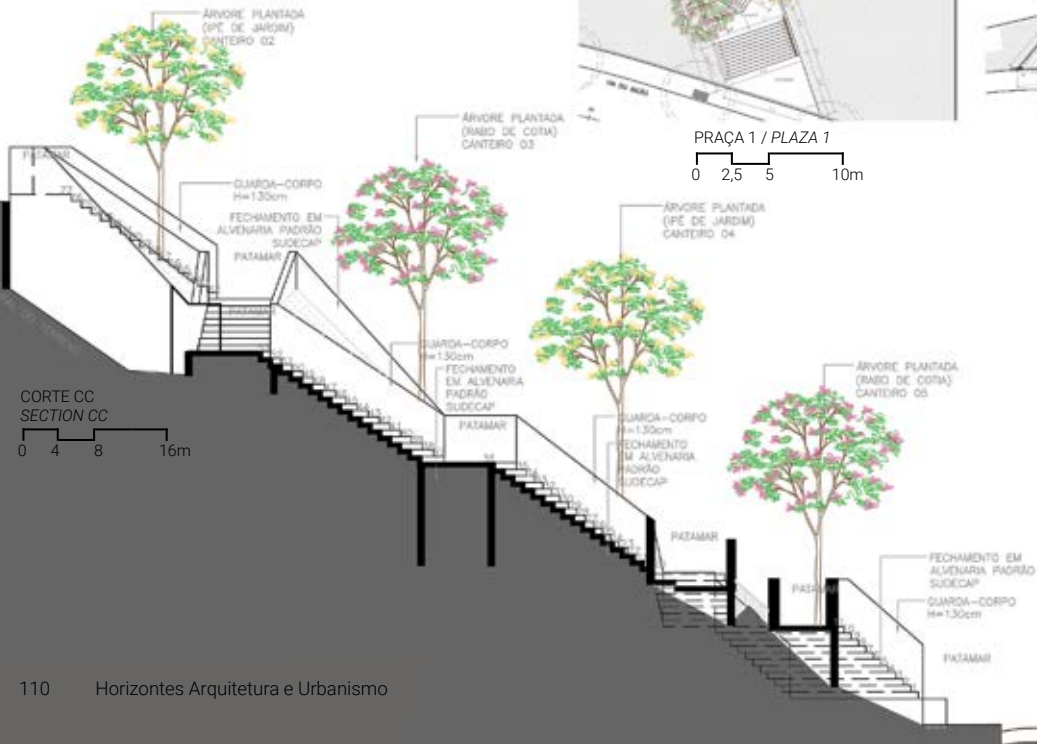 ÁRVORE PLANTADA
(IPÊ DE JARDIM)
CANTEIRO 02
PRAÇA 1 / PLAZA 1
0 2,5 5 10m
ÁRVORE PLANTADA
(RABO DE COTIA)
CANTEIRO 03
PATAMAR
GUARDA-CORPO
H=130cm
FECHAMENTO EM
ALVENARIA PADRÃO
SUDECAP
PATAMAR
PATAMAR
ÁRVORE PLANTADA
(IPÊ DE JARDIM)
CANTEIRO 04
GUARDA-CORPO
H=130cm
FECHAMENTO
EM ALVENARIA
PADRÃO
SUDECAP
PATAMAR
ÁRVORE PLANTADA
(RABO DE COTIA)
CANTEIRO 05
CORTE CC
SECTION CC
0 4 8 16m
GUARDA-CORPO
H=130cm
FECHAMENTO
EM ALVENARIA
PADRÃO
SUDECAP
PATAMAR
PATAMAR
FECHAMENTO EM
ALVENARIA PADRÃO
SUDECAP
GUARDA-CORPO
H=130cm
PATAMAR
110 Horizontes Arquitetura e Urbanismo